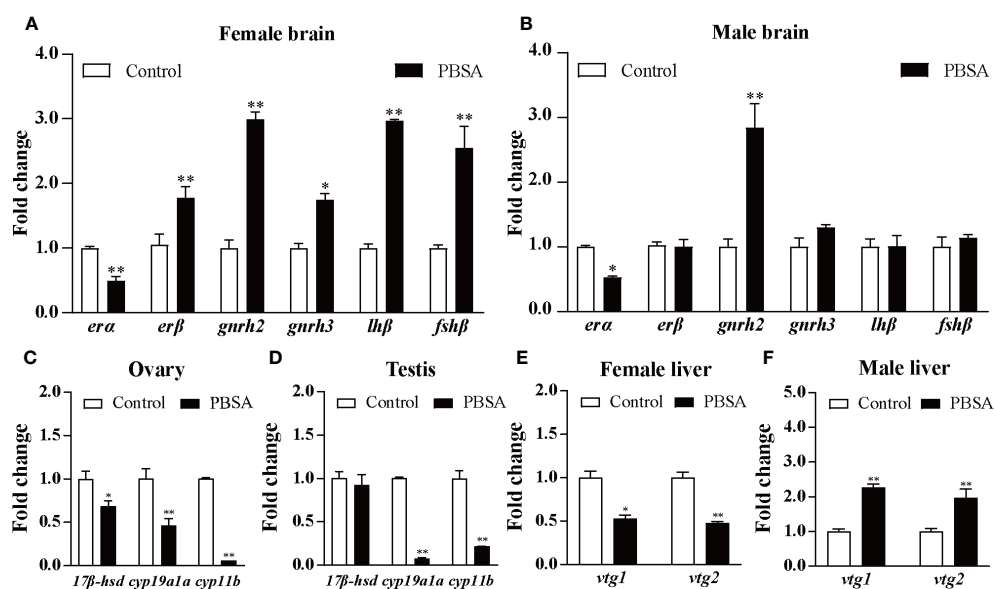 A
Female brain
4.0
3.0
2.0
1.0
0.0
Fold change
Control
PBSA
**
**
**
*
**
**
erα
erβ
gnrh2
gnrh3
lhβ
fshβ
B
Male brain
4.0
3.0
2.0
1.0
0.0
Fold change
Control
PBSA
*
**
erα
erβ
gnrh2
gnrh3
lhβ
fshβ
C
Ovary
2.0
1.5
1.0
0.5
0.0
Fold change
Control
PBSA
*
**
**
17β-hsd cyp19a1a cyp11b
D
Testis
2.0
1.5
1.0
0.5
0.0
Fold change
Control
PBSA
**
**
17β-hsd cyp19a1a cyp11b
E
Female liver
2.0
1.5
1.0
0.5
0.0
Fold change
Control
PBSA
*
**
vtg1
vtg2
F
Male liver
5.0
4.0
3.0
2.0
1.0
0.0
Fold change
Control
PBSA
**
**
vtg1
vtg2